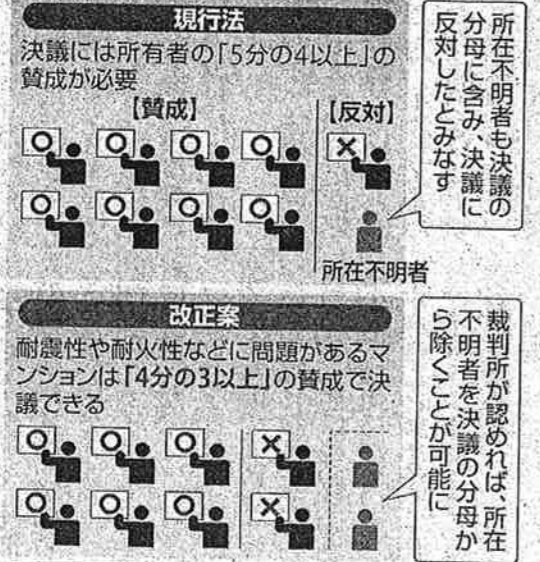 現行法
決議には所有者の「5分の4以上」の
賛成が必要
【賛成】
【反対】
所在不明者
所在不明者も決議の
分母に含み、決議に
反対したとみなす
改正案
耐震性や耐火性などに問題があるマ
ンションは「4分の3以上」の賛成で決
議できる
裁判所が認めれば、所在
不明者を決議の分母か
ら除くことが可能に